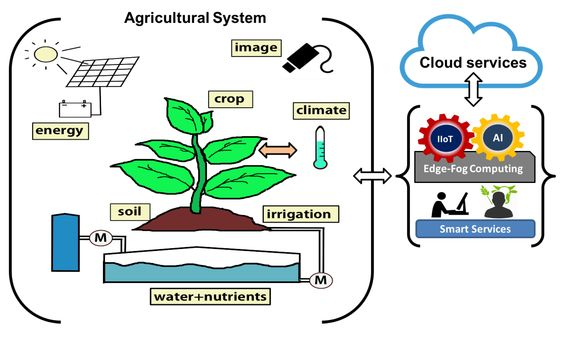 Agricultural System
image
Cloud services
crop
climate
energy
IIoT
AI
Edge-Fog Computing
soil
irrigation
M
Smart Services
M
water+nutrients